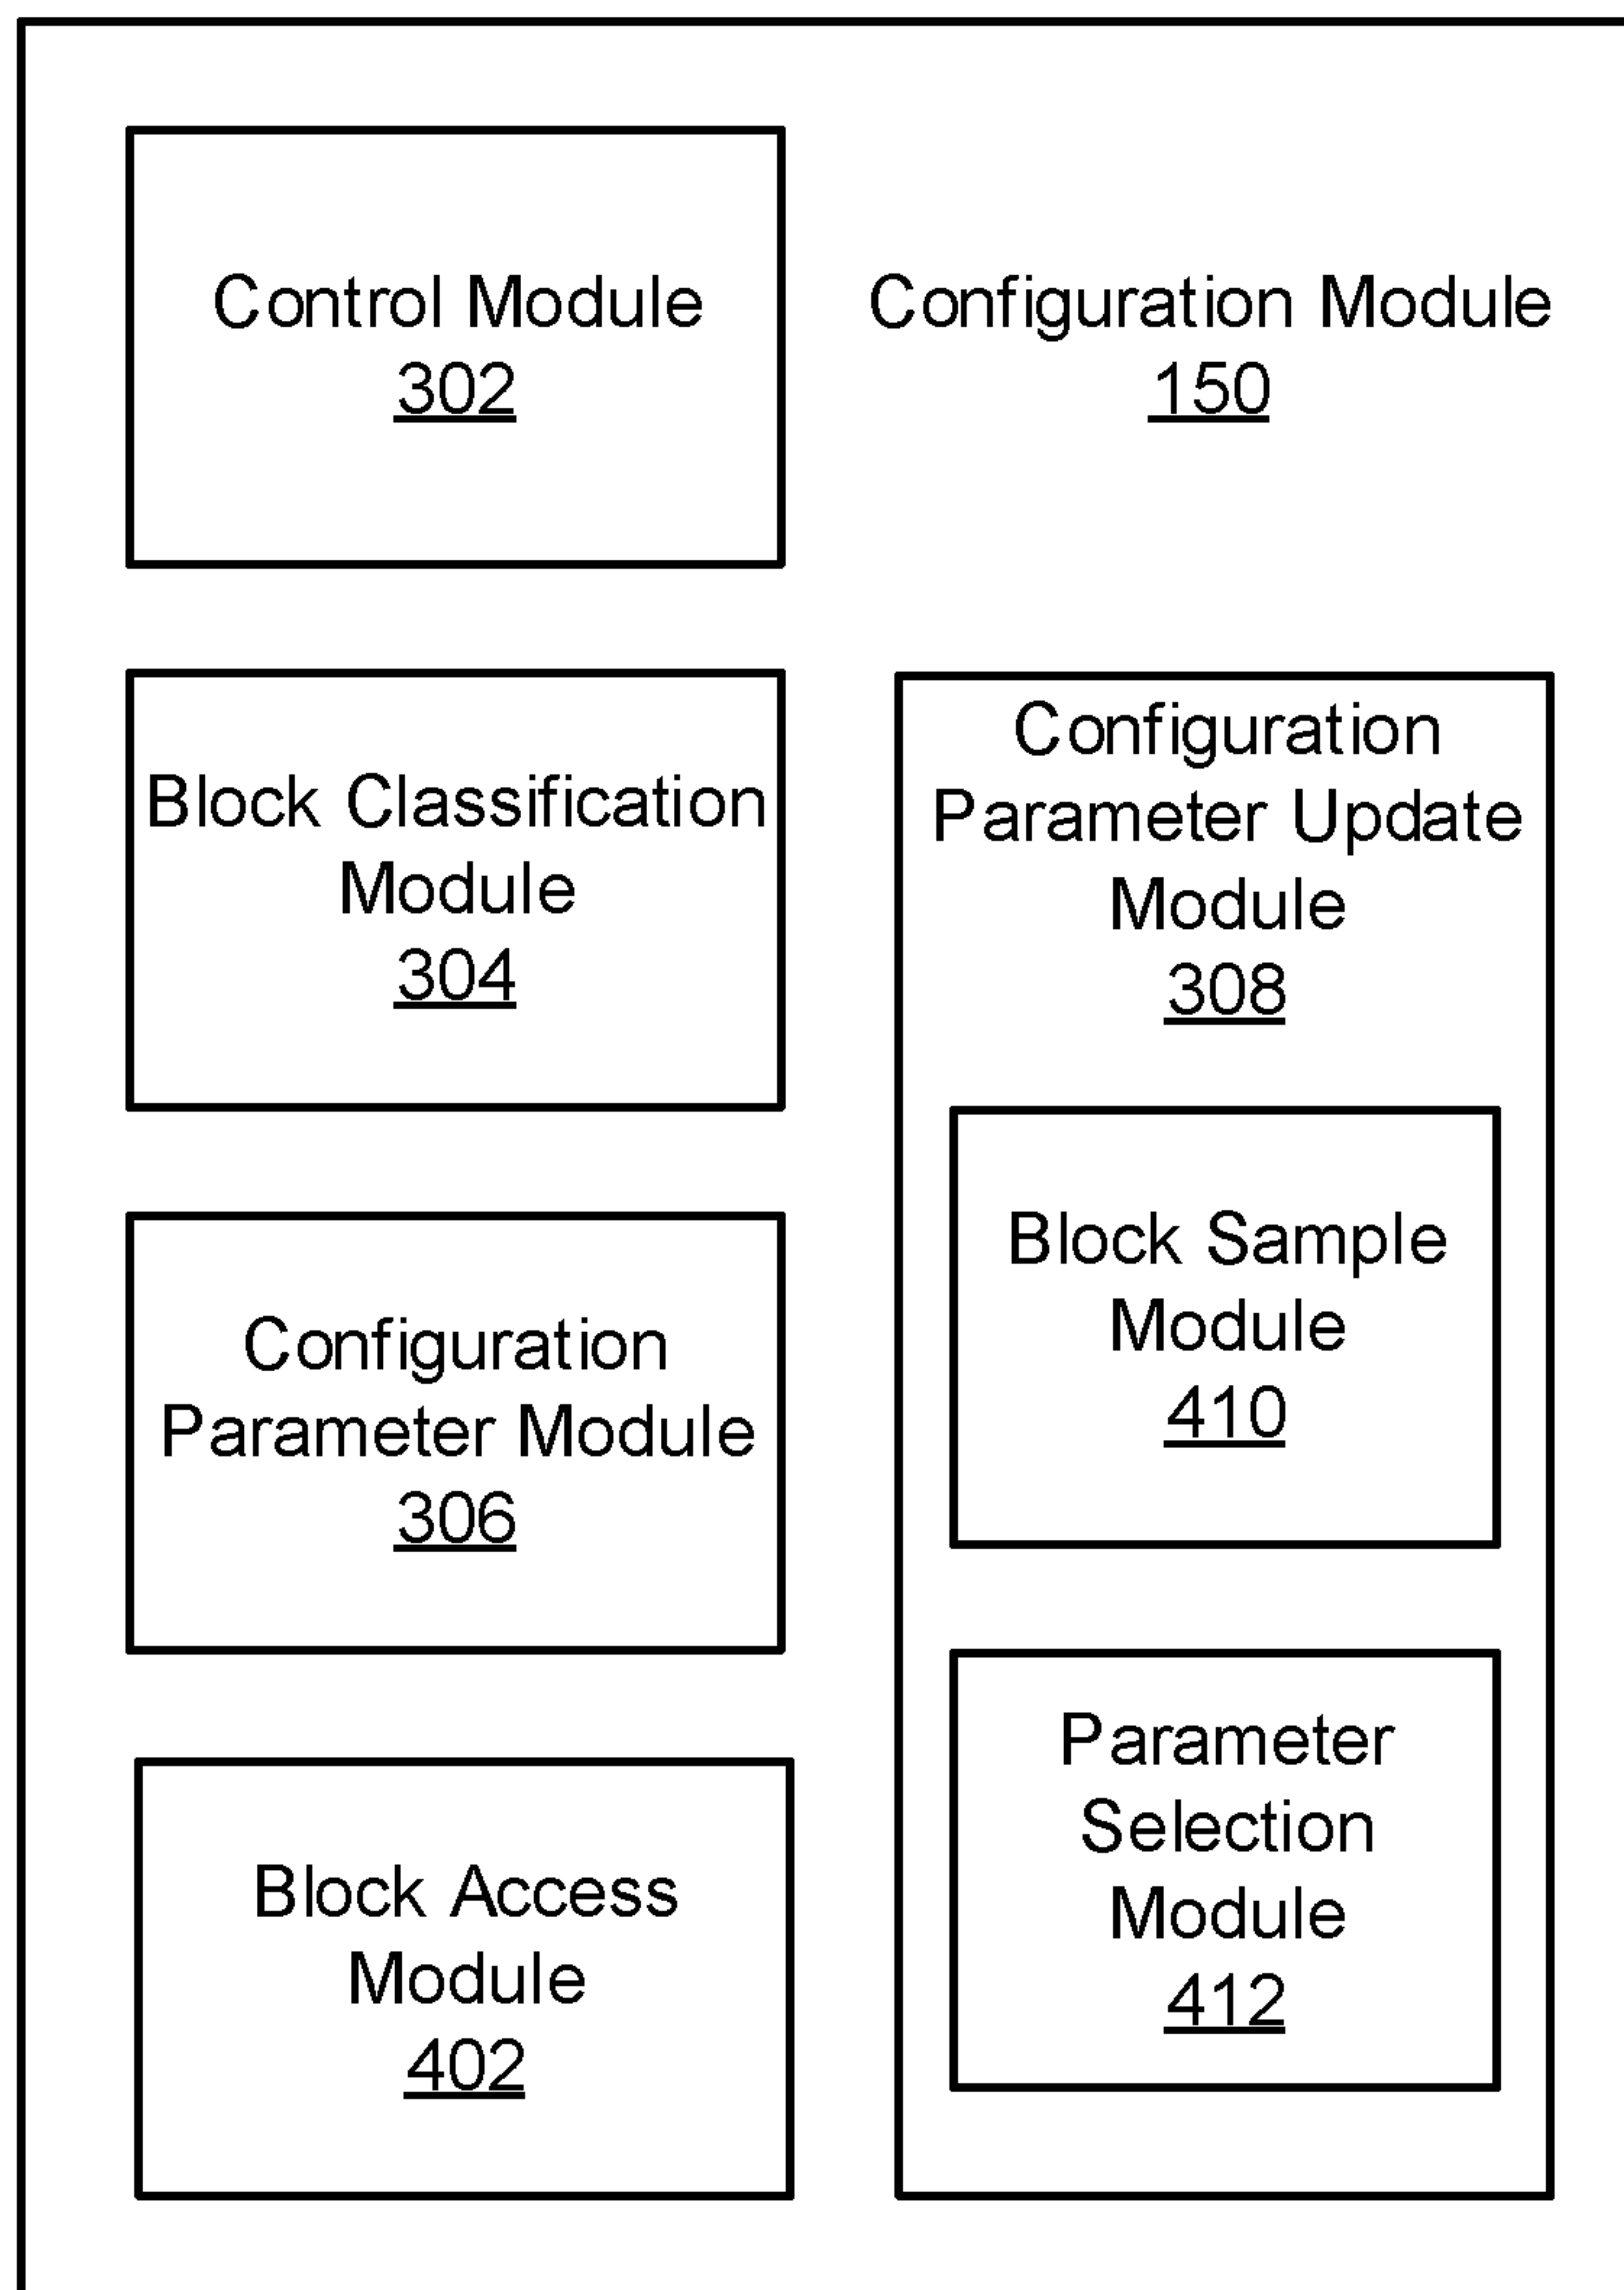 Control Module
302
Configuration Module
150
Block Classification
Module
304
Configuration
Parameter Module
306
Block Access
Module
402
Configuration
Parameter Update
Module
308
Block Sample
Module
410
Parameter
Selection
Module
412